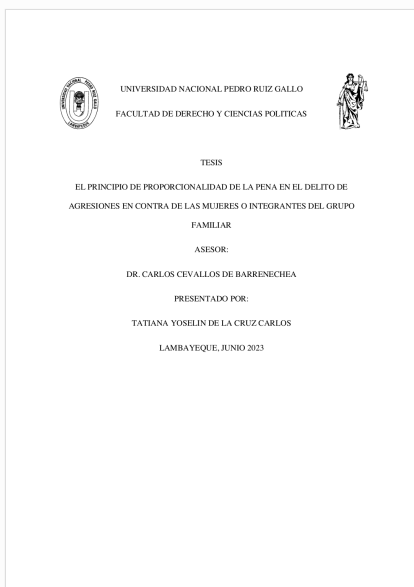 UNIVERSIDAD NACIONAL PEDRO RUIZ GALLO
FACULTAD DE DERECHO Y CIENCIAS POLITICAS
TESIS
EL PRINCIPIO DE PROPORCIONALIDAD DE LA PENA EN EL DELITO DE
AGRESIONES EN CONTRA DE LAS MUJERES O INTEGRANTES DEL GRUPO
FAMILIAR
ASESOR:
DR. CARLOS CEVALLOS DE BARRENECHEA
PRESENTADO POR:
TATIANA YOSELIN DE LA CRUZ CARLOS
LAMBAYEQUE, JUNIO 2023